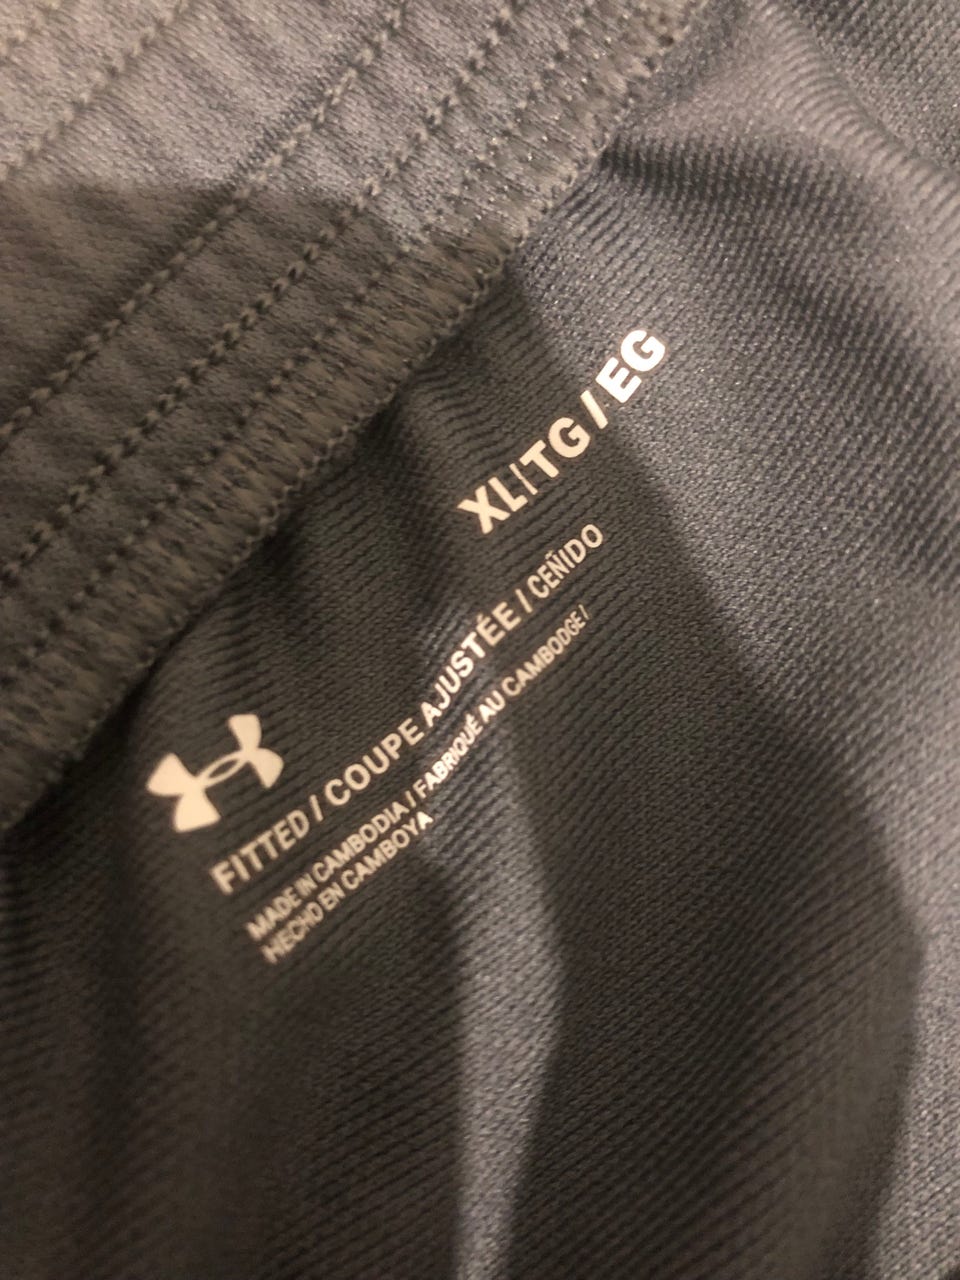 XL/TG/EG
FITTED / COUPE AJUSTÉE / CEÑIDO
MADE IN CAMBODIA / FABRIQUÉ AU CAMBODGE /
HECHO EN CAMBOYA